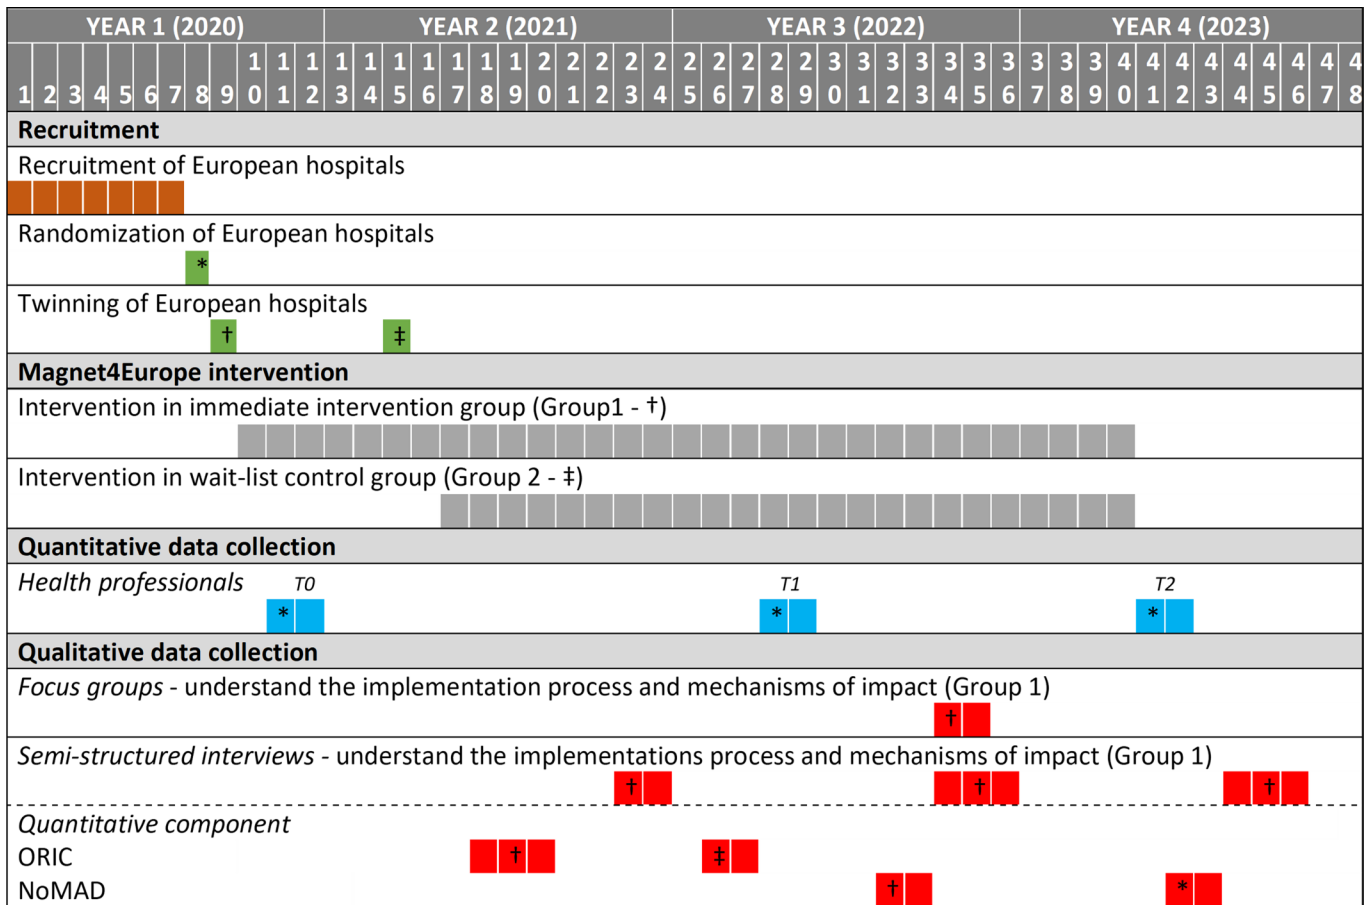 YEAR 1 (2020) YEAR 2 (2021) YEAR 3 (2022) YEAR 4 (2023)
1 2 3 4 5 6 7 8 9 10 11 12 13 14 15 16 17 18 19 20 21 22 23 24 25 26 27 28 29 30 31 32 33 34 35 36 37 38 39 40 41 42 43 44 45 46 47 48
Recruitment
Recruitment of European hospitals
Randomization of European hospitals
*
Twinning of European hospitals
† ‡
Magnet4Europe intervention
Intervention in immediate intervention group (Group1 - †)
Intervention in wait-list control group (Group 2 - ‡)
Quantitative data collection
Health professionals T0 T1 T2
* * *
Qualitative data collection
Focus groups - understand the implementation process and mechanisms of impact (Group 1)
†
Semi-structured interviews - understand the implementations process and mechanisms of impact (Group 1)
† † †
Quantitative component
ORIC † ‡
NoMAD † *